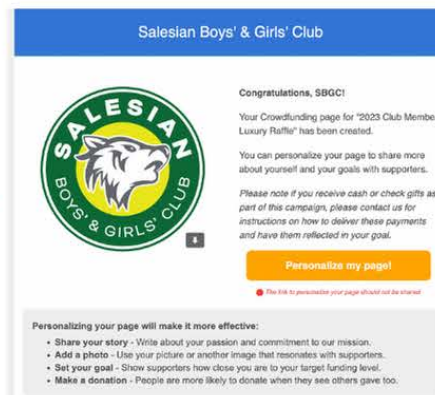 Salesian Boys' & Girls' Club
SALESIAN
BOYS' & GIRLS' CLUB
Congratulations, SBGC!
Your Crowdfunding page for "2023 Club Membe
Luxury Raffle" has been created.
You can personalize your page to share more
about yourself and your goals with supporters.
Please note if you receive cash or check gifts as
part of this campaign, please contact us for
instructions on how to deliver these payments
and have them reflected in your goal.
Personalize my page!
The link to personalize your page should not be shared
Personalizing your page will make it more effective:
• Share your story - Write about your passion and commitment to our mission.
• Add a photo - Use your picture or another image that resonates with supporters.
• Set your goal - Show supporters how close you are to your target funding level.
• Make a donation - People are more likely to donate when they see others gave too.